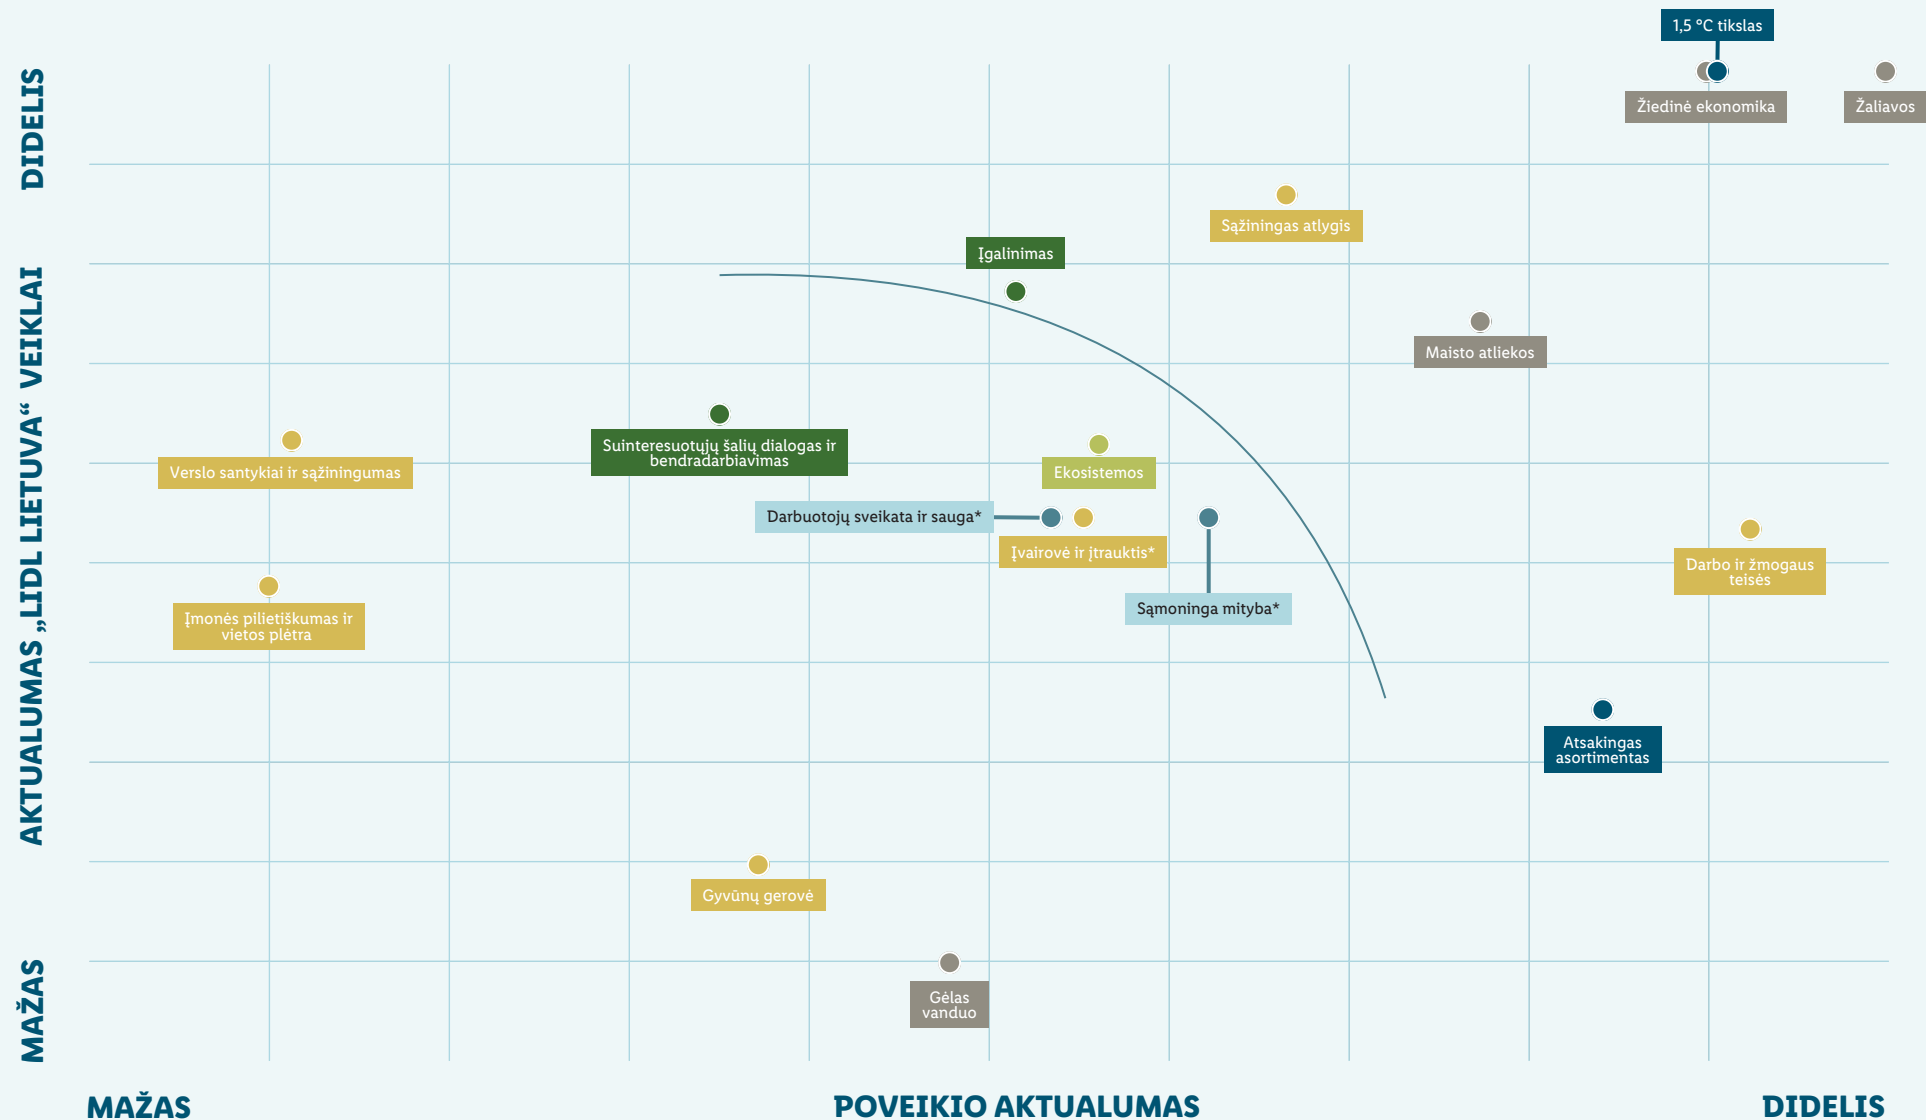 1,5 °C tikslas
Žiedinė ekonomika
Žaliavos
DIDELIS
Sąžiningas atlygis
Įgalinimas
Maisto atliekos
AKTUALUMAS „LIDL LIETUVA“ VEIKLAI
Suinteresuotųjų šalių dialogas ir
bendradarbiavimas
Verslo santykiai ir sąžiningumas
Ekosistemos
Darbuotojų sveikata ir sauga*
Įvairovė ir įtrauktis*
Darbo ir žmogaus
teisės
Sąmoninga mityba*
Įmonės pilietiškumas ir
vietos plėtra
Atsakingas
asortimentas
Gyvūnų gerovė
Gėlas
vanduo
MAŽAS
MAŽAS
POVEIKIO AKTUALUMAS
DIDELIS